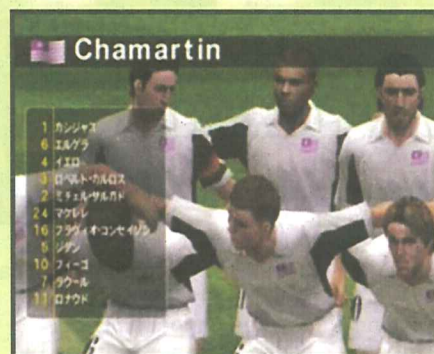 Chamartin
1 カンジャス
6 エルゲラ
4 イエロ
3 ロベルト・カルロス
2 ミチェル・サルガド
24 マケレレ
16 フラヴィオ・コンセイソン
5 ジダン
10 フィーゴ
7 ラウール
11 ロナウド